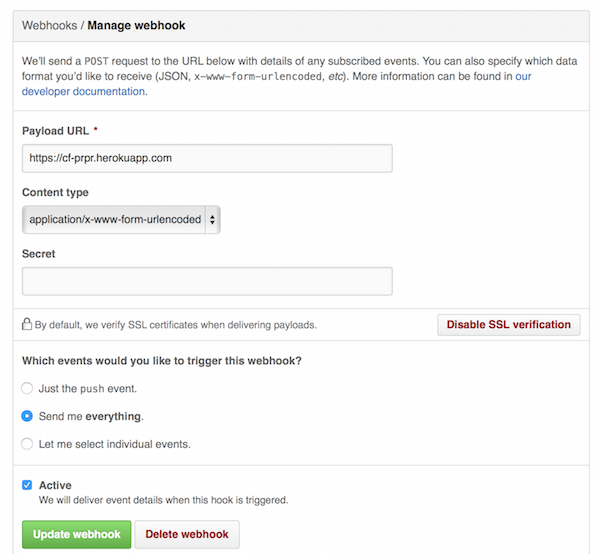 Webhooks / Manage webhook
We'll send a POST request to the URL below with details of any subscribed events. You can also specify which data
format you'd like to receive (JSON, x-www-form-urlencoded, etc). More information can be found in our
developer documentation.
Payload URL *
https://cf-prpr.herokuapp.com
Content type
application/x-www-form-urlencoded
Secret
By default, we verify SSL certificates when delivering payloads.
Disable SSL verification
Which events would you like to trigger this webhook?
Just the push event.
Send me everything.
Let me select individual events.
Active
We will deliver event details when this hook is triggered.
Update webhook
Delete webhook